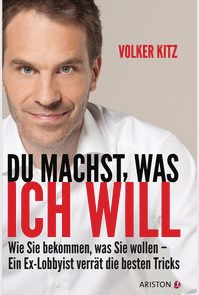 VOLKER KITZ
DU MACHST, WAS
ICH WILL
Wie Sie bekommen, was Sie wollen –
Ein Ex-Lobbyist verrät die besten Tricks
ARISTON